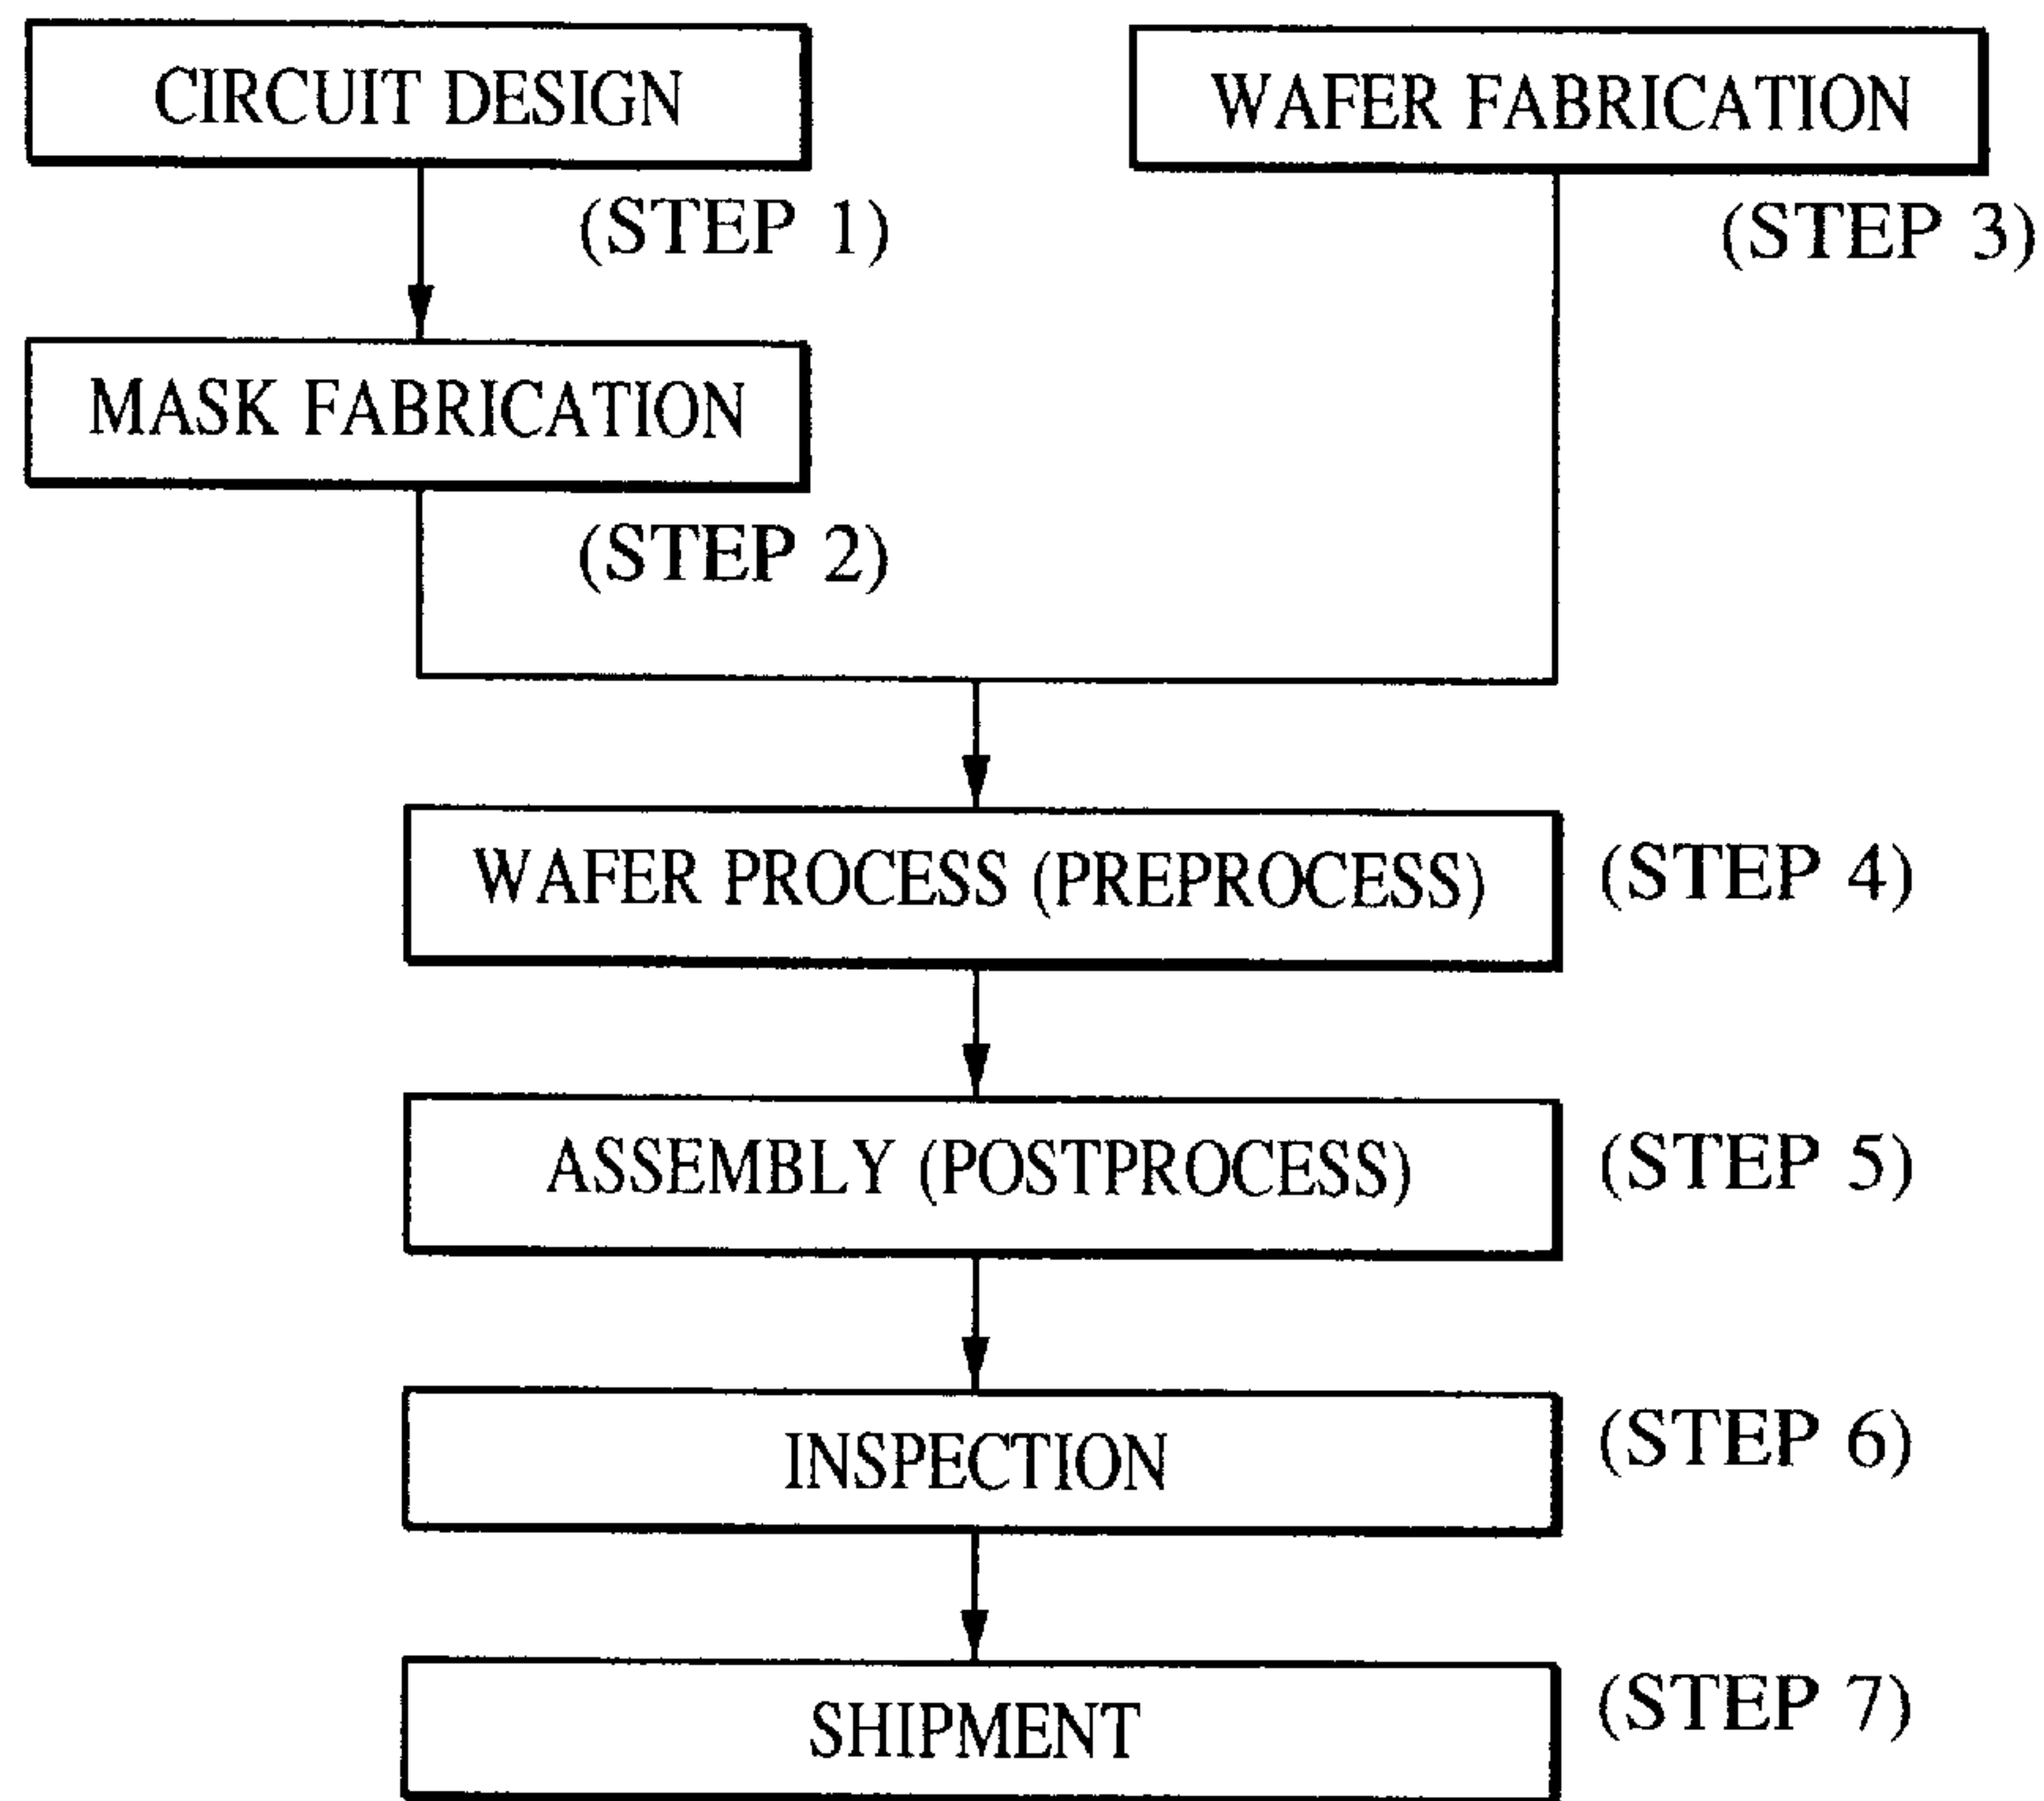 CIRCUIT DESIGN
(STEP 1)
MASK FABRICATION
(STEP 2)
WAFER FABRICATION
(STEP 3)
WAFER PROCESS (PREPROCESS)
(STEP 4)
ASSEMBLY (POSTPROCESS)
(STEP 5)
INSPECTION
(STEP 6)
SHIPMENT
(STEP 7)